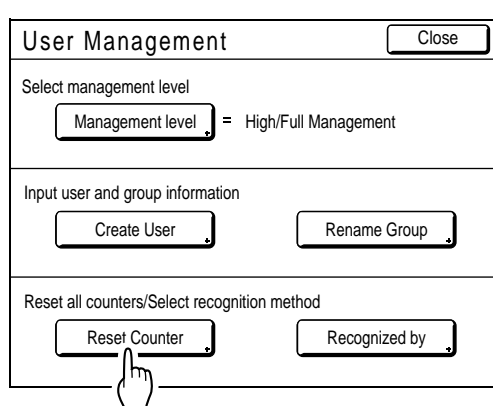 User Management Close
Select management level
Management level = High/Full Management
Input user and group information
Create User Rename Group
Reset all counters/Select recognition method
Reset Counter Recognized by